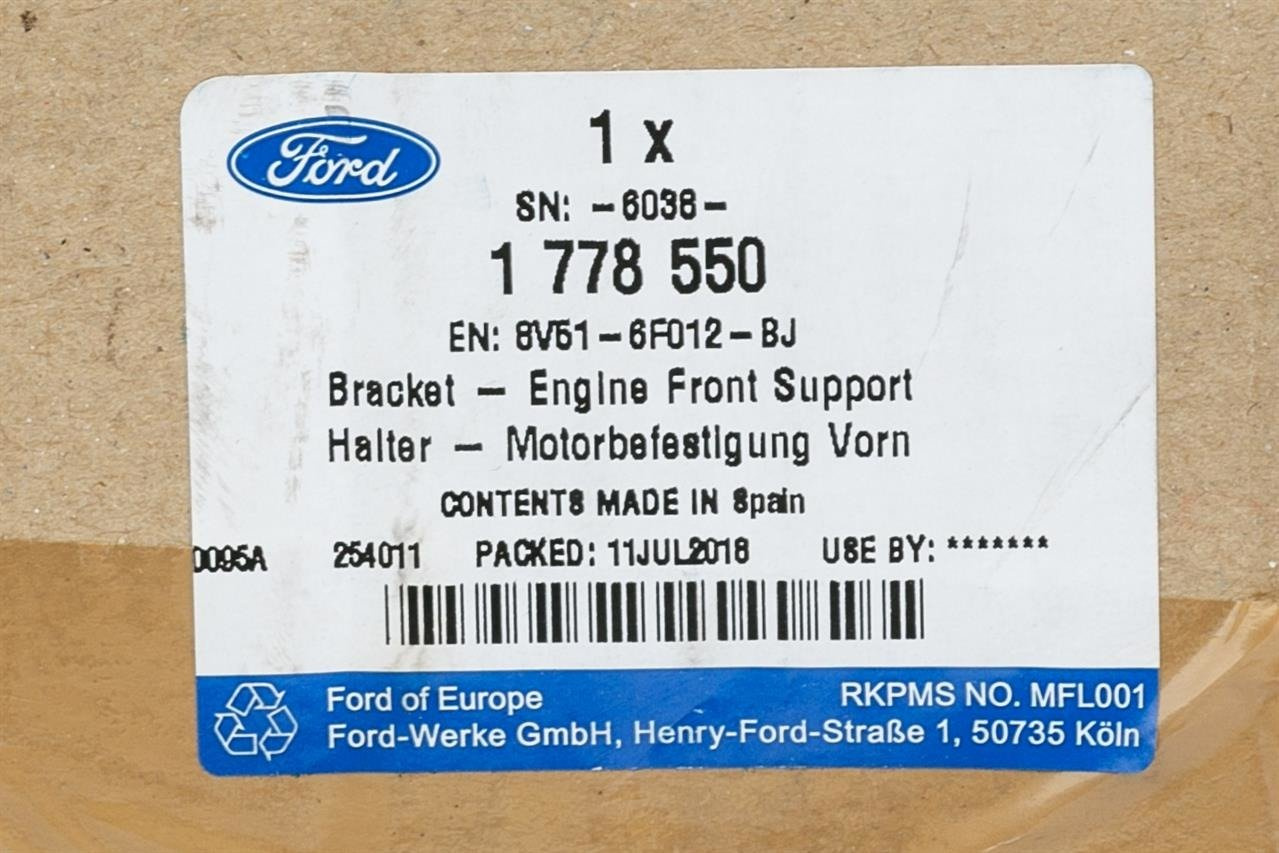 Ford
1 x
SN: -6038-
1 778 550
EN: 8V51-6F012-BJ
Bracket - Engine Front Support
Halter - Motorbefestigung Vorn
CONTENTS MADE IN Spain
0095A 254011 PACKED: 11JUL2018 USE BY: *******
Ford of Europe RKPMS NO. MFL001
Ford-Werke GmbH, Henry-Ford-Straße 1, 50735 Köln